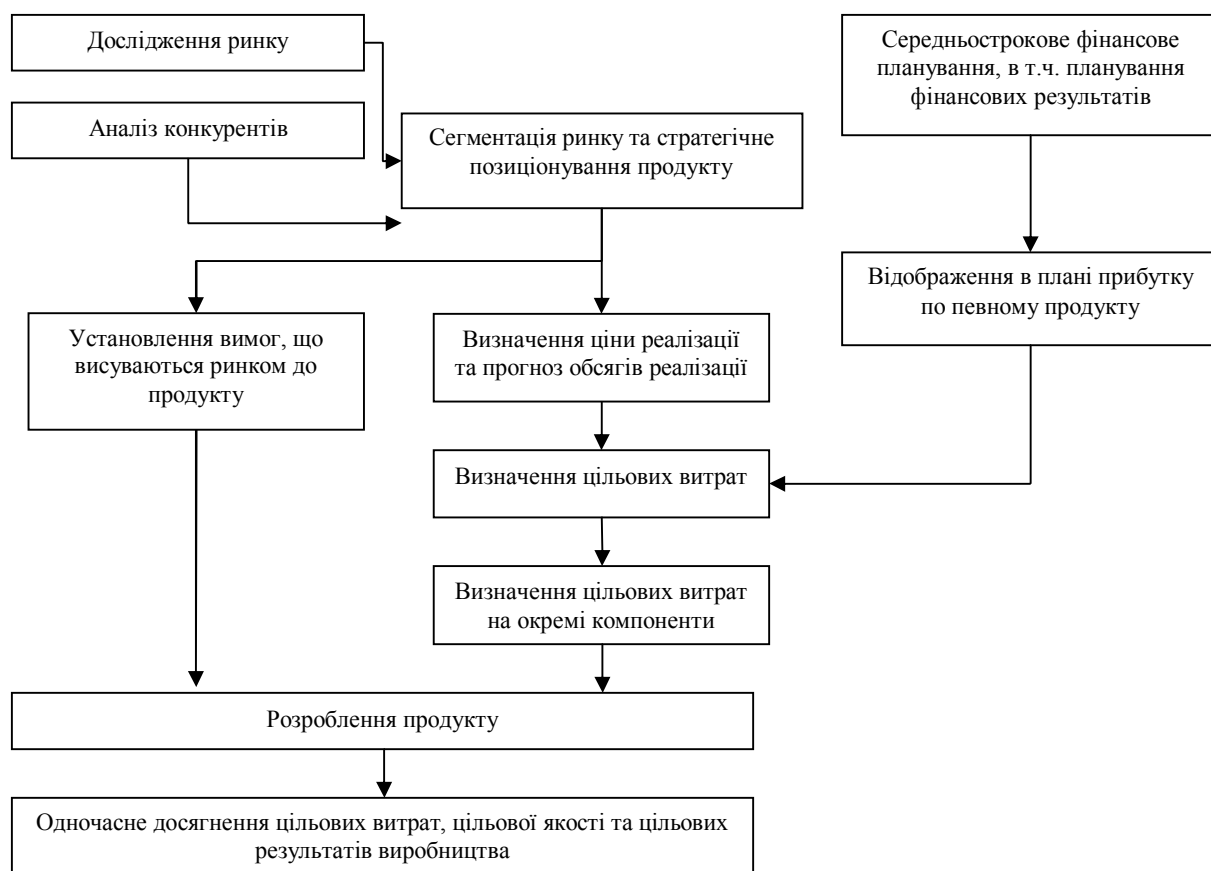 Дослідження ринку
Аналіз конкурентів
Сегментація ринку та стратегічне
позиціонування продукту
Середньострокове фінансове
планування, в т.ч. планування
фінансових результатів
Відображення в плані прибутку
по певному продукту
Установлення вимог, що
висуваються ринком до
продукту
Визначення ціни реалізації
та прогноз обсягів реалізації
Визначення цільових витрат
Визначення цільових витрат
на окремі компоненти
Розроблення продукту
Одночасне досягнення цільових витрат, цільової якості та цільових
результатів виробництва